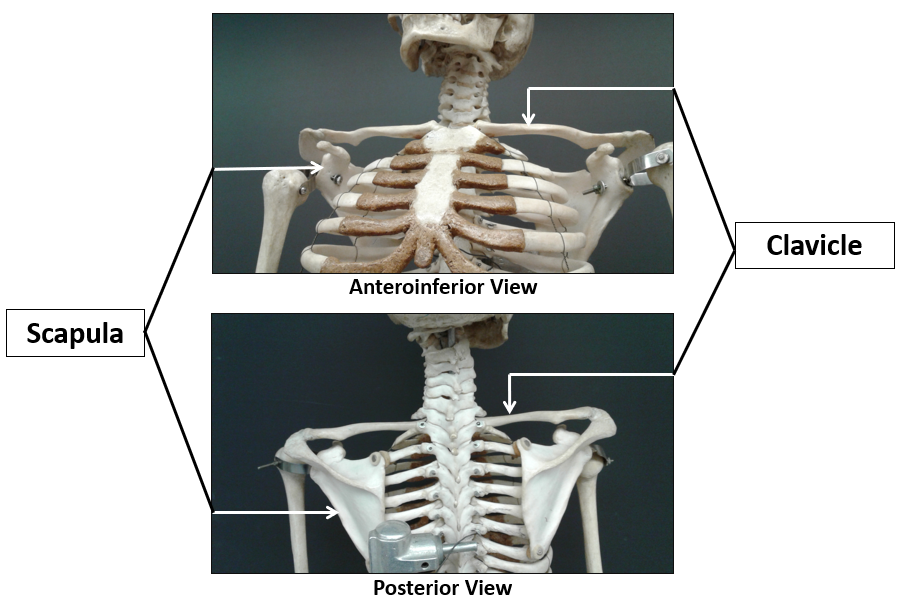 Anteroinferior View
Clavicle
Scapula
Posterior View